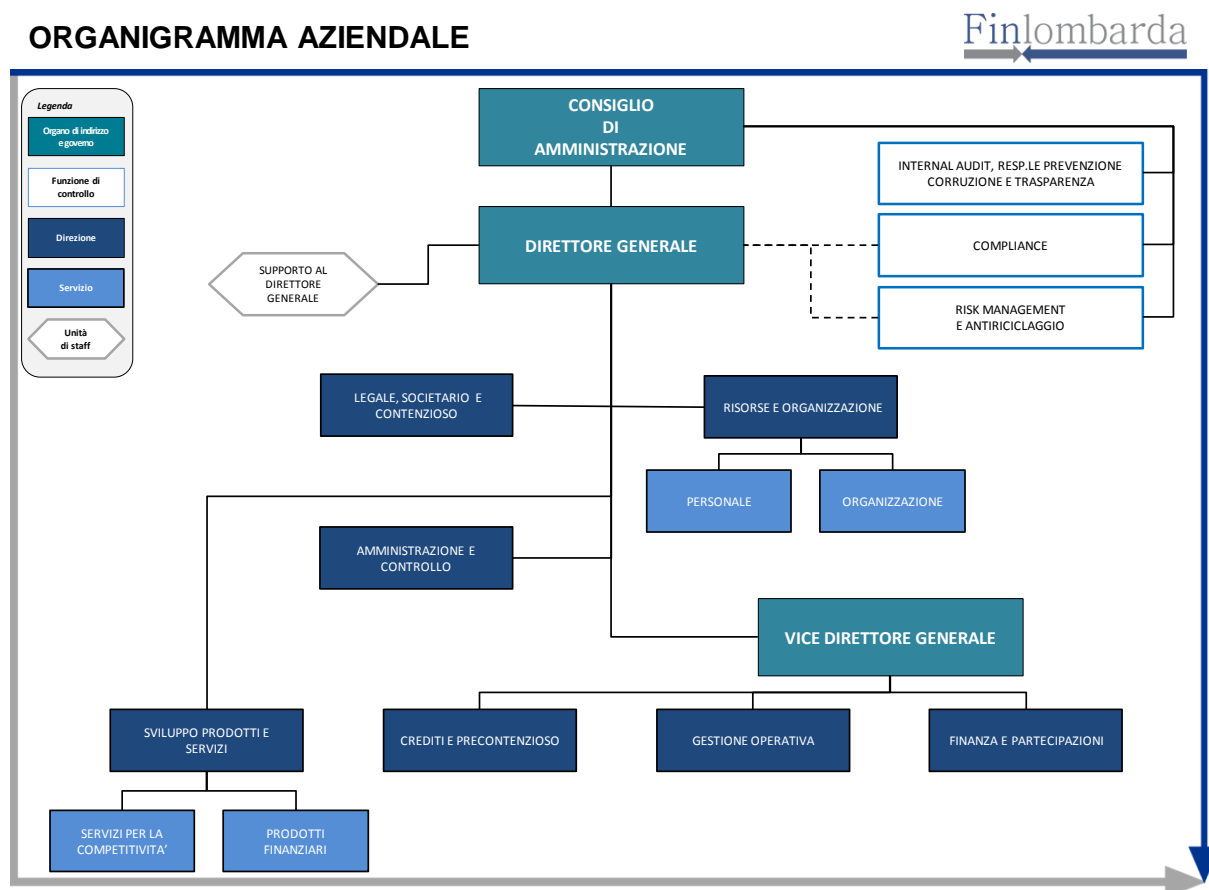 ORGANIGRAMMA AZIENDALE
Finlombarda
Legenda
Organo di indirizzo
e governo
Funzione di
controllo
Direzione
Servizio
Unità
di staff
CONSIGLIO
DI
AMMINISTRAZIONE
INTERNAL AUDIT, RESP.LE PREVENZIONE
CORRUZIONE E TRASPARENZA
DIRETTORE GENERALE
COMPLIANCE
SUPPORTO AL
DIRETTORE
GENERALE
RISK MANAGEMENT
E ANTIRICICLAGGIO
LEGALE, SOCIETARIO E
CONTENZIOSO
RISORSE E ORGANIZZAZIONE
PERSONALE
ORGANIZZAZIONE
AMMINISTRAZIONE E
CONTROLLO
VICE DIRETTORE GENERALE
SVILUPPO PRODOTTI E
SERVIZI
CREDITI E PRECONTENZIOSO
GESTIONE OPERATIVA
FINANZA E PARTECIPAZIONI
SERVIZI PER LA
COMPETITIVITA’
PRODOTTI
FINANZIARI